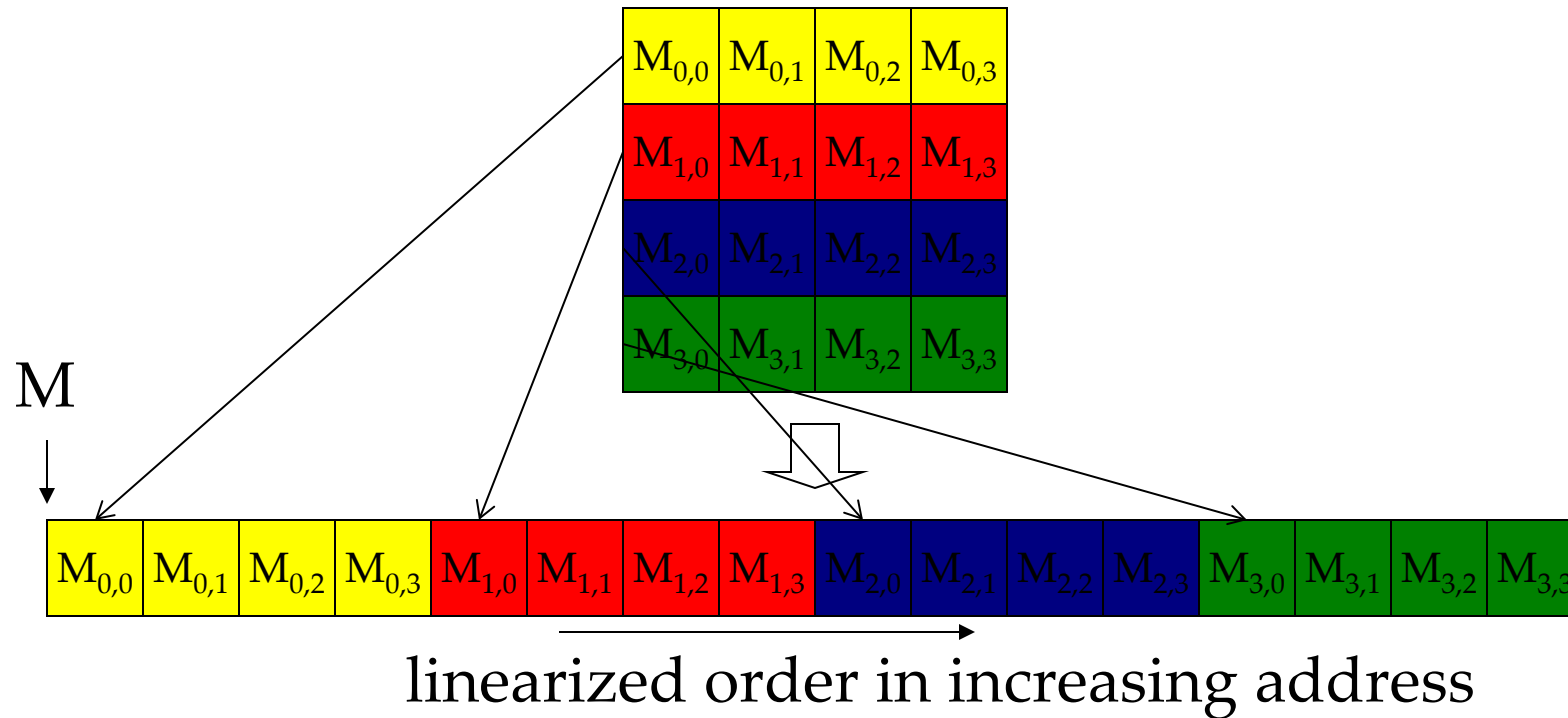 M0,0 M0,1 M0,2 M0,3
M1,0 M1,1 M1,2 M1,3
M2,0 M2,1 M2,2 M2,3
M3,0 M3,1 M3,2 M3,3
M
M0,0 M0,1 M0,2 M0,3 M1,0 M1,1 M1,2 M1,3 M2,0 M2,1 M2,2 M2,3 M3,0 M3,1 M3,2 M3,3
linearized order in increasing address